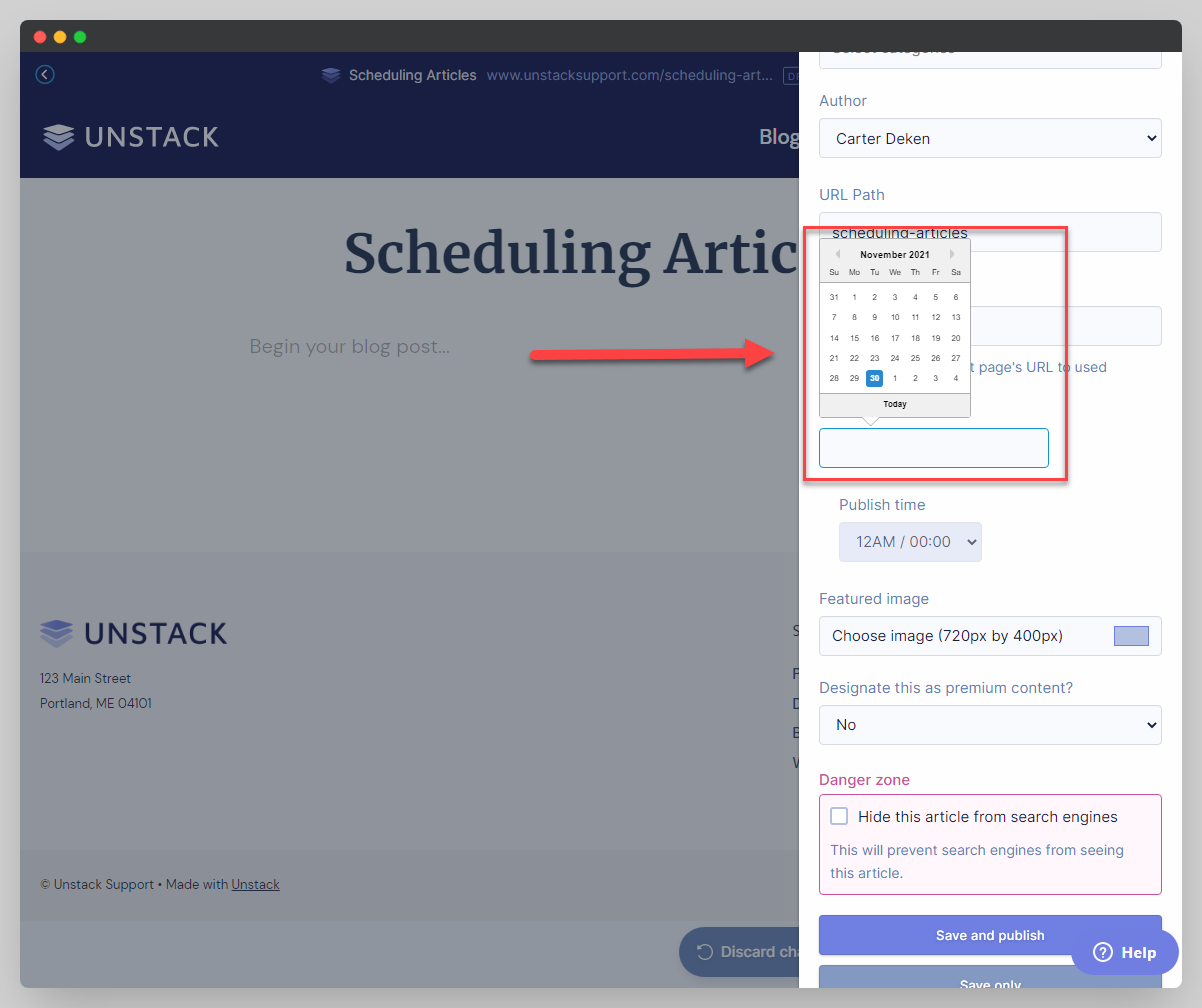 Scheduling Articles www.unstacksupport.com/scheduling-art...
UNSTACK
Blog
Scheduling Artic
Begin your blog post...
UNSTACK
123 Main Street
Portland, ME 04101
© Unstack Support • Made with Unstack
Discard cha
Select categories
Author
Carter Deken
URL Path
scheduling-articles
November 2021
Su Mo Tu We Th Fr Sa
31 1 2 3 4 5 6
7 8 9 10 11 12 13
14 15 16 17 18 19 20
21 22 23 24 25 26 27
28 29 30 1 2 3 4
Today
t page's URL to used
Publish time
12AM / 00:00
Featured image
Choose image (720px by 400px)
Designate this as premium content?
No
Danger zone
Hide this article from search engines
This will prevent search engines from seeing
this article.
Save and publish
Help
Save only